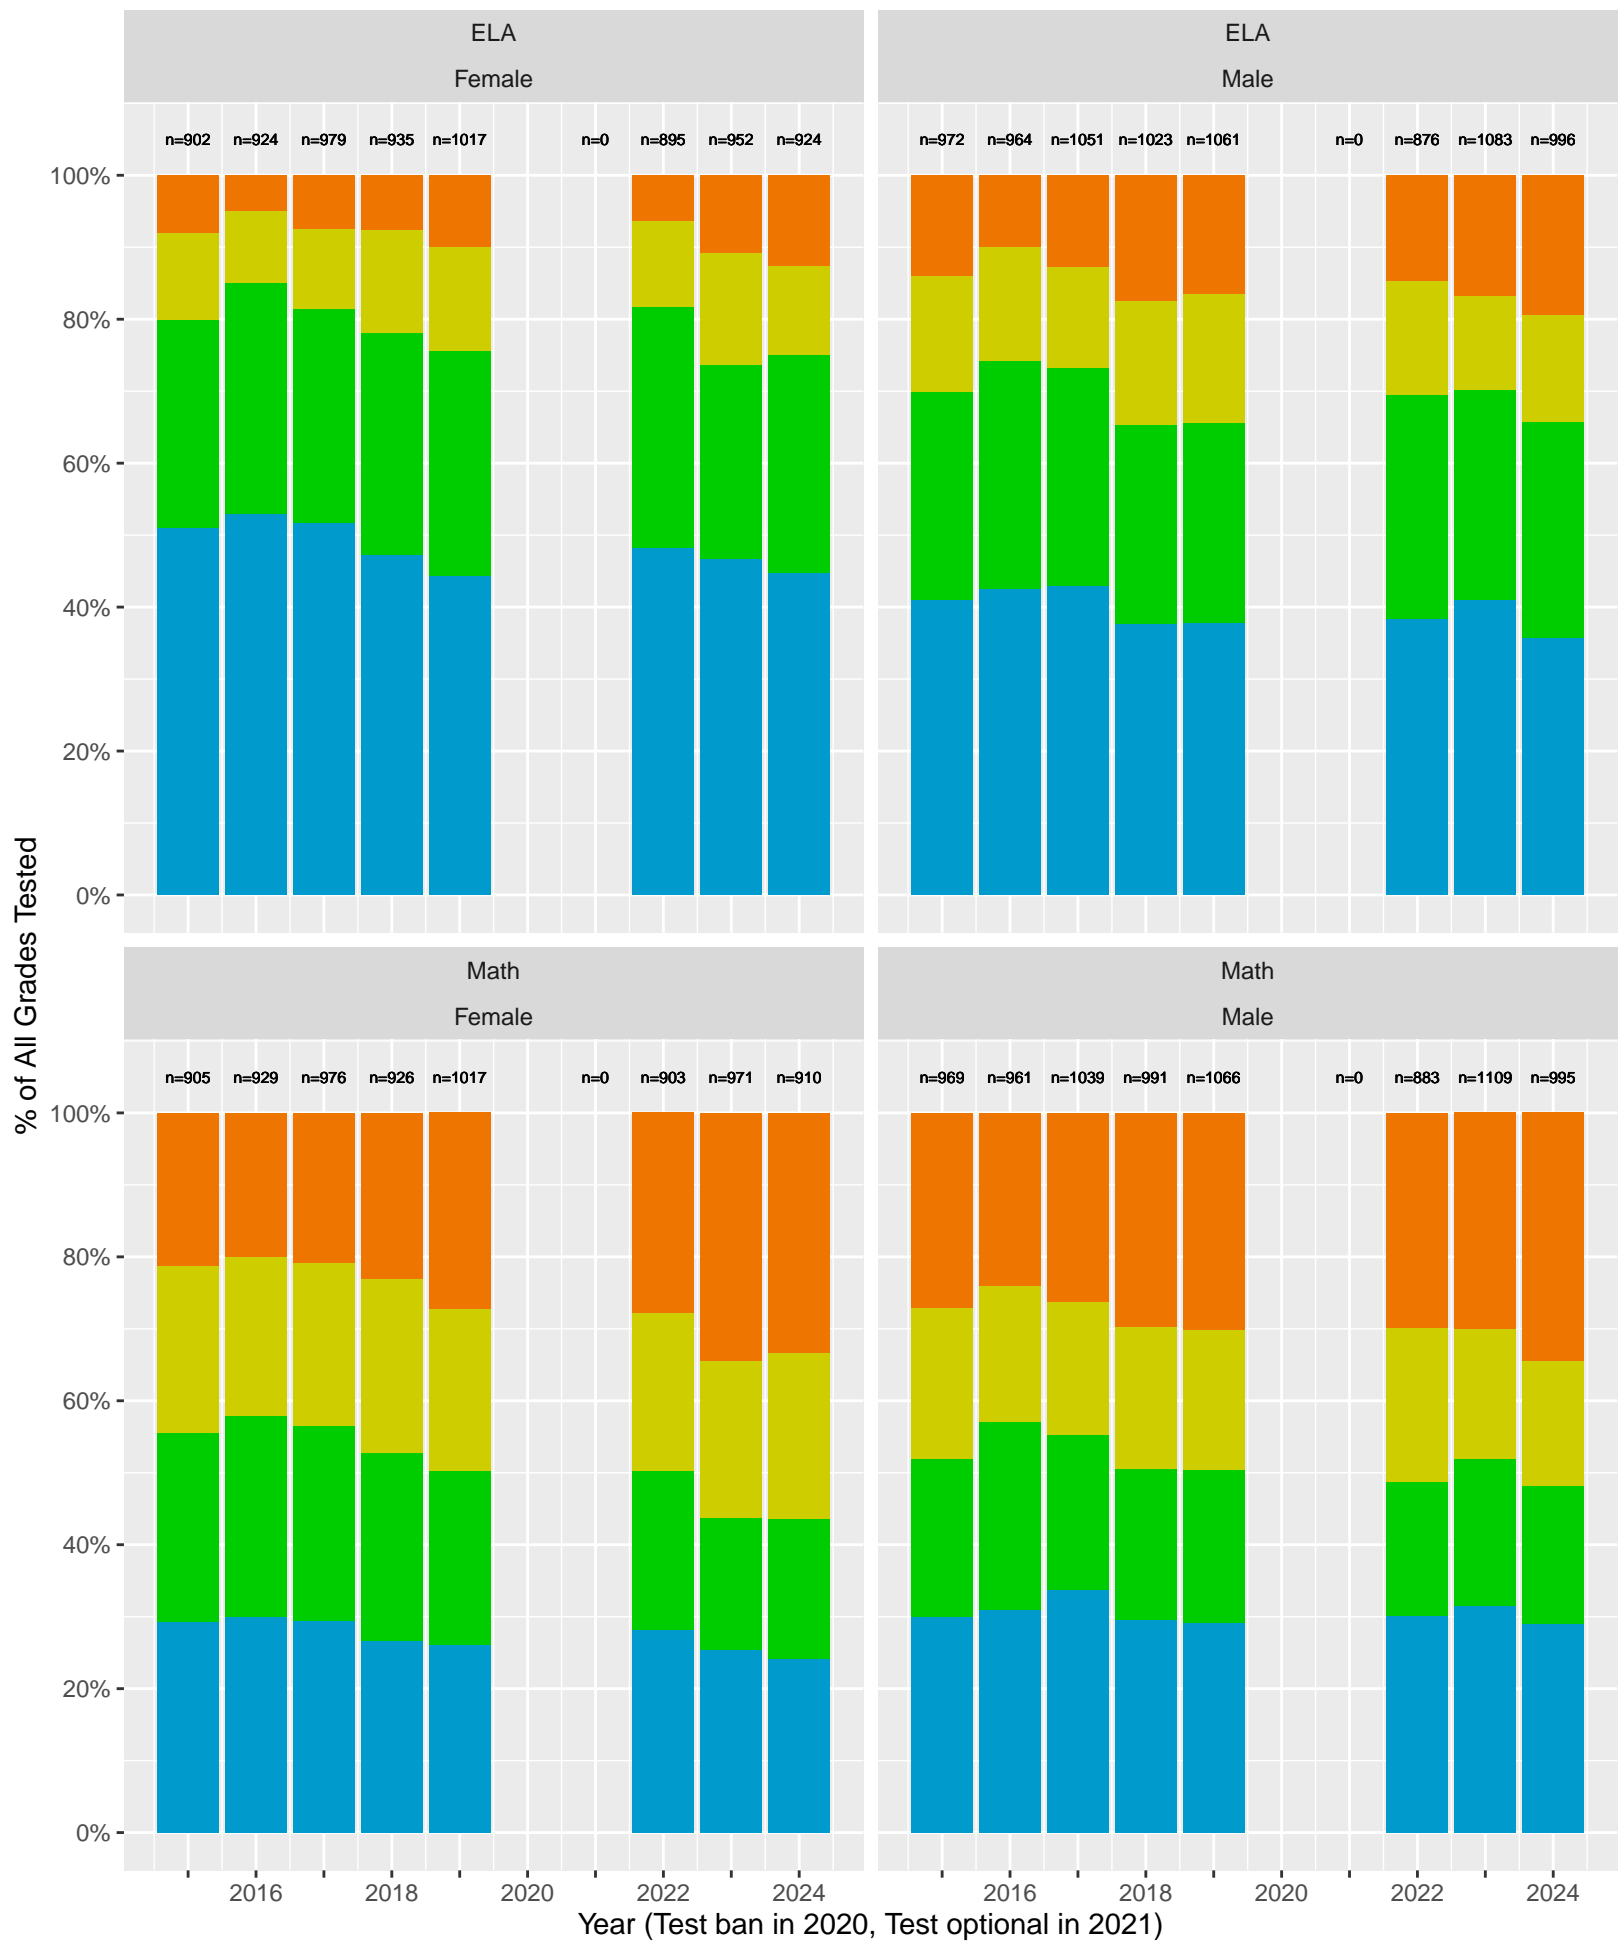 ELA
ELA
Female
Male
n=902 n=924 n=979 n=935 n=1017 n=0 n=895 n=952 n=924
n=972 n=964 n=1051 n=1023 n=1061 n=0 n=876 n=1083 n=996
100%
80%
60%
40%
20%
0%
% of All Grades Tested
Math
Math
Female
Male
n=905 n=929 n=976 n=926 n=1017 n=0 n=903 n=971 n=910
n=969 n=961 n=1039 n=991 n=1066 n=0 n=883 n=1109 n=995
100%
80%
60%
40%
20%
0%
2016 2018 2020 2022 2024
2016 2018 2020 2022 2024
Year (Test ban in 2020, Test optional in 2021)